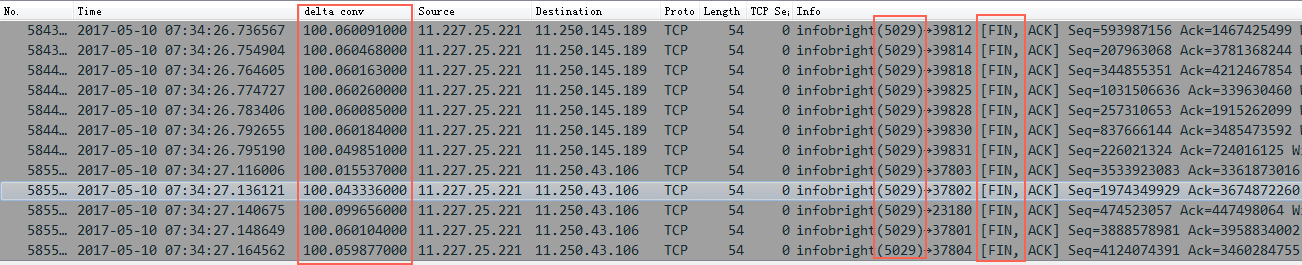 No. Time delta conv Source Destination Proto Length TCP Se Info
5843… 2017-05-10 07:34:26.736567 100.060091000 11.227.25.221 11.250.145.189 TCP 54 0 infobright(5029)→39812 [FIN, ACK] Seq=593987156 Ack=1467425499 W
5843… 2017-05-10 07:34:26.754904 100.060468000 11.227.25.221 11.250.145.189 TCP 54 0 infobright(5029)→39814 [FIN, ACK] Seq=207963068 Ack=3781368244 W
5844… 2017-05-10 07:34:26.764605 100.060163000 11.227.25.221 11.250.145.189 TCP 54 0 infobright(5029)→39818 [FIN, ACK] Seq=344855351 Ack=4212467854 W
5844… 2017-05-10 07:34:26.774727 100.060260000 11.227.25.221 11.250.145.189 TCP 54 0 infobright(5029)→39825 [FIN, ACK] Seq=1031506636 Ack=339630460 W
5844… 2017-05-10 07:34:26.783406 100.060085000 11.227.25.221 11.250.145.189 TCP 54 0 infobright(5029)→39828 [FIN, ACK] Seq=257310653 Ack=1915262099 W
5844… 2017-05-10 07:34:26.792655 100.060184000 11.227.25.221 11.250.145.189 TCP 54 0 infobright(5029)→39830 [FIN, ACK] Seq=837666144 Ack=3485473592 W
5844… 2017-05-10 07:34:26.795190 100.049851000 11.227.25.221 11.250.145.189 TCP 54 0 infobright(5029)→39831 [FIN, ACK] Seq=226021324 Ack=724016125 Wi
5855… 2017-05-10 07:34:27.116006 100.015537000 11.227.25.221 11.250.43.106 TCP 54 0 infobright(5029)→37803 [FIN, ACK] Seq=3533923083 Ack=3361873016
5855… 2017-05-10 07:34:27.136121 100.043336000 11.227.25.221 11.250.43.106 TCP 54 0 infobright(5029)→37802 [FIN, ACK] Seq=1974349929 Ack=3674872260
5855… 2017-05-10 07:34:27.140675 100.099656000 11.227.25.221 11.250.43.106 TCP 54 0 infobright(5029)→23180 [FIN, ACK] Seq=474523057 Ack=447498064 Wi
5855… 2017-05-10 07:34:27.148649 100.060104000 11.227.25.221 11.250.43.106 TCP 54 0 infobright(5029)→37801 [FIN, ACK] Seq=3888578981 Ack=3958834002
5855… 2017-05-10 07:34:27.164562 100.059877000 11.227.25.221 11.250.43.106 TCP 54 0 infobright(5029)→37804 [FIN, ACK] Seq=4124074391 Ack=3460284755